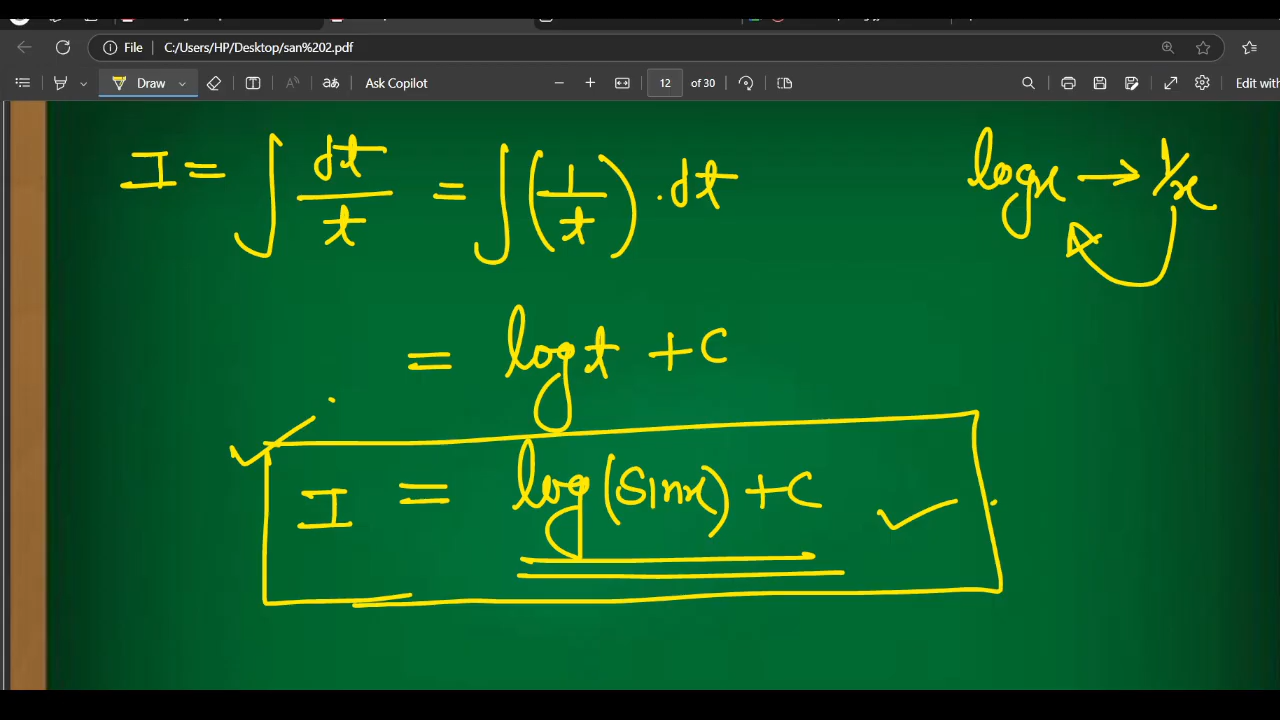 File C:/Users/HP/Desktop/san%202.pdf
Draw Ask Copilot 12 of 30 Edit with
I = ∫ dt/t = ∫ (1/t) . dt
logx → 1/x
= log t + c
I = log (sinx) + c